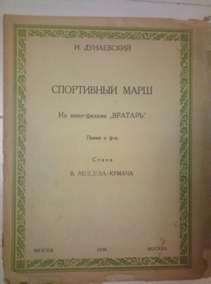 И. ДУНАЕВСКИЙ
СПОРТИВНЫЙ МАРШ
Из кино-фильма „ВРАТАРЬ"
Пение с ф-п.
Стихи
В. ЛЕБЕДЕВА-КУМАЧА
МУЗГИЗ
МОСКВА